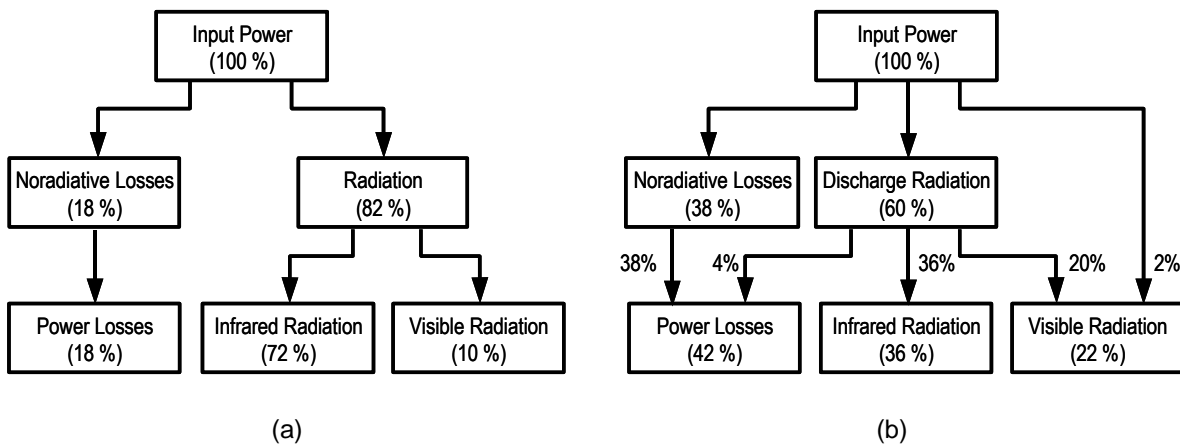 Input Power
(100 %)
Noradiative Losses
(18 %)
Radiation
(82 %)
Power Losses
(18 %)
Infrared Radiation
(72 %)
Visible Radiation
(10 %)
(a)
Input Power
(100 %)
Noradiative Losses
(38 %)
Discharge Radiation
(60 %)
38%
4%
36%
20%
2%
Power Losses
(42 %)
Infrared Radiation
(36 %)
Visible Radiation
(22 %)
(b)